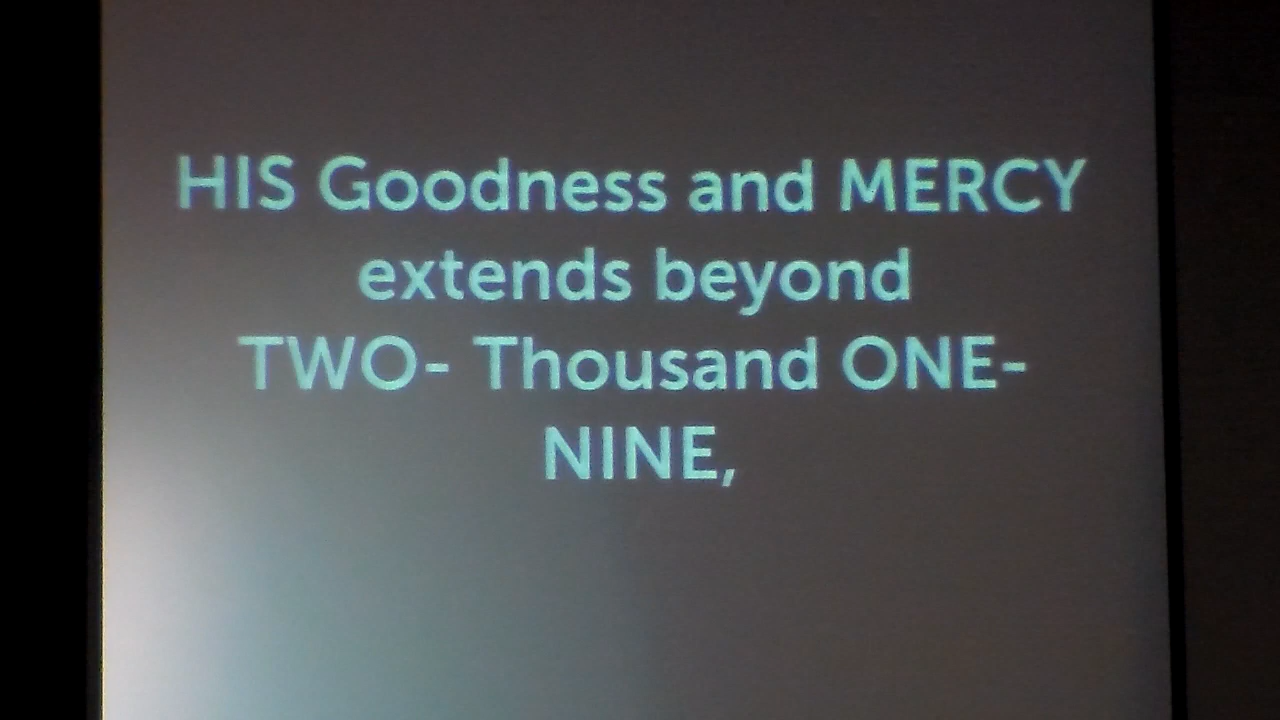 HIS Goodness and MERCY
extends beyond
TWO- Thousand ONE-
NINE,